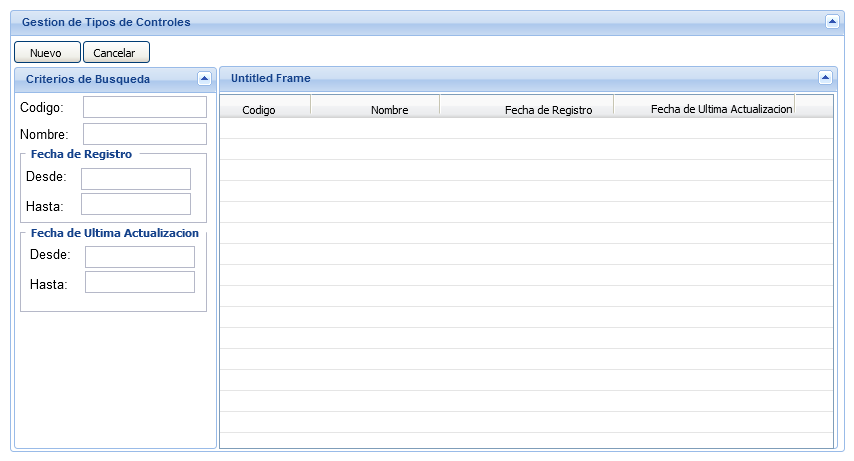 Gestion de Tipos de Controles
Nuevo Cancelar
Criterios de Busqueda
Codigo:
Nombre:
Fecha de Registro
Desde:
Hasta:
Fecha de Ultima Actualizacion
Desde:
Hasta:
Untitled Frame
Codigo Nombre Fecha de Registro Fecha de Ultima Actualizacion